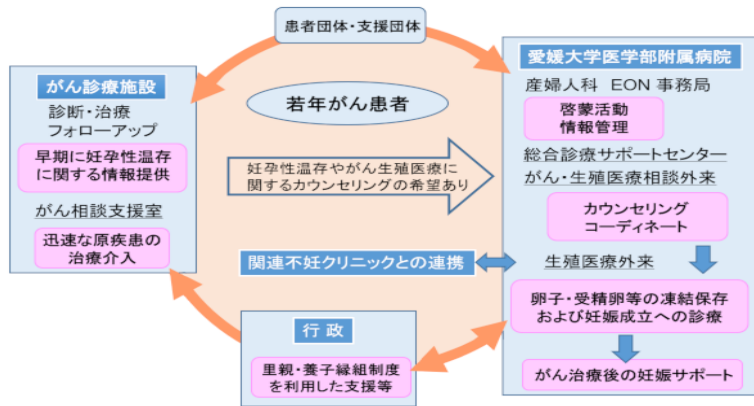 患者団体・支援団体
がん診療施設
診断・治療
フォローアップ
早期に妊孕性温存
に関する情報提供
がん相談支援室
迅速な原疾患の
治療介入
若年がん患者
妊孕性温存やがん生殖医療に
関するカウンセリングの希望あり
関連不妊クリニックとの連携
行 政
里親・養子縁組制度
を利用した支援等
愛媛大学医学部附属病院
産婦人科 EON 事務局
啓蒙活動
情報管理
総合診療サポートセンター
がん・生殖医療相談外来
カウンセリング
コーディネート
生殖医療外来
卵子・受精卵等の凍結保存
および妊娠成立への診療
がん治療後の妊娠サポート